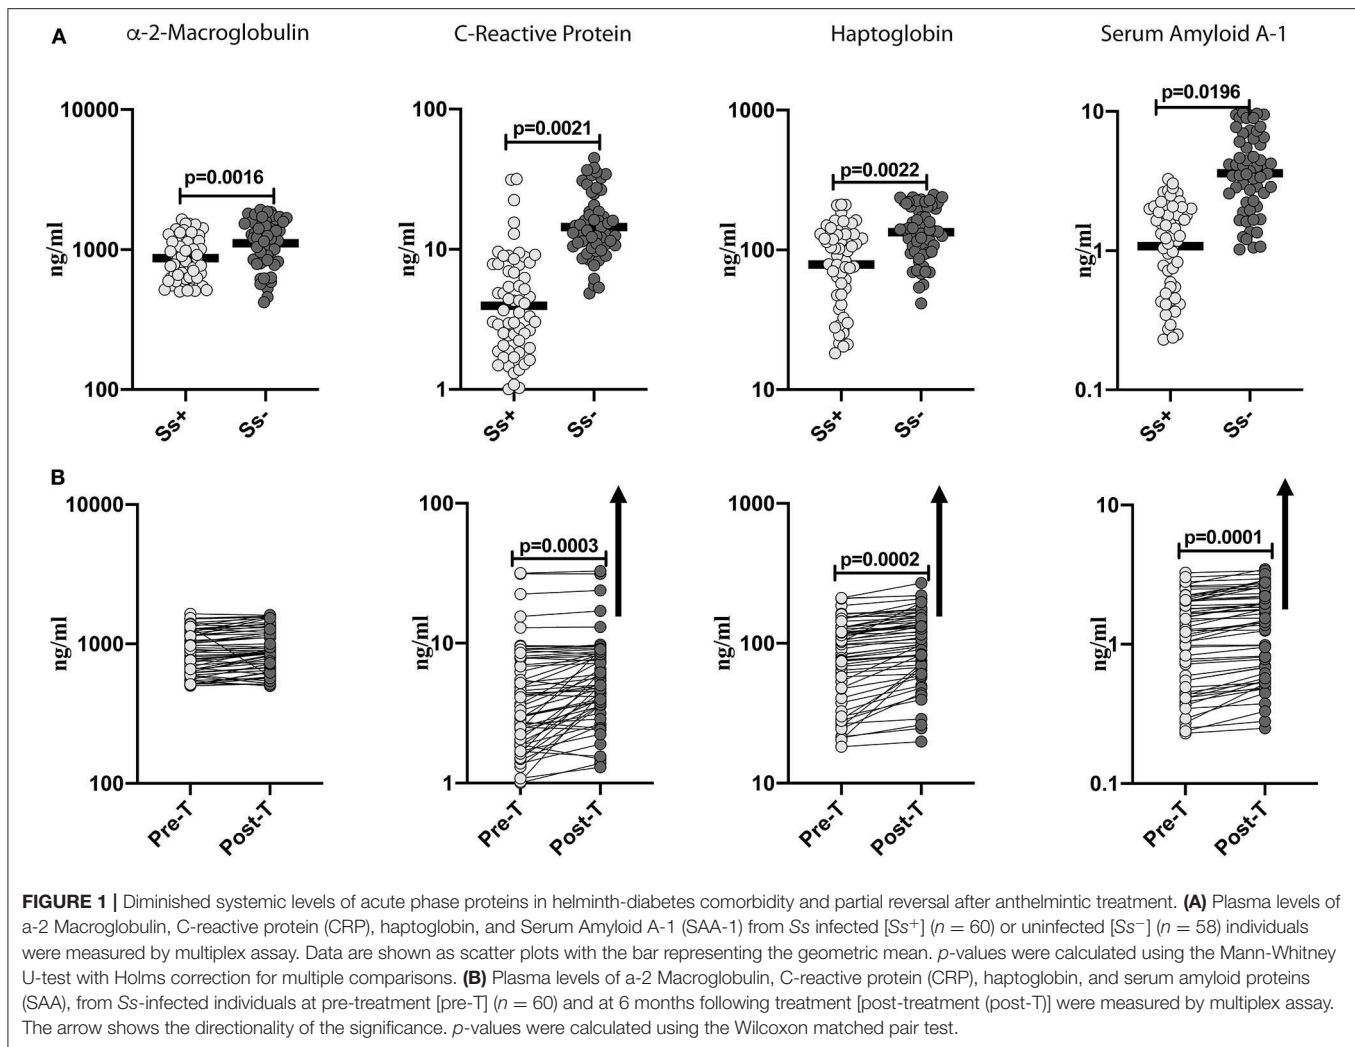 A
α-2-Macroglobulin
C-Reactive Protein
Haptoglobin
Serum Amyloid A-1
10000
1000
100
ng/ml
p=0.0016
Ss+
Ss-
100
10
1
ng/ml
p=0.0021
Ss+
Ss-
1000
100
10
ng/ml
p=0.0022
Ss+
Ss-
10
1
0.1
ng/ml
p=0.0196
Ss+
Ss-
B
10000
1000
100
ng/ml
Pre-T
Post-T
100
10
1
ng/ml
p=0.0003
Pre-T
Post-T
1000
100
10
ng/ml
p=0.0002
Pre-T
Post-T
10
1
0.1
ng/ml
p=0.0001
Pre-T
Post-T
FIGURE 1 | Diminished systemic levels of acute phase proteins in helminth-diabetes comorbidity and partial reversal after anthelmintic treatment. (A) Plasma levels of
a-2 Macroglobulin, C-reactive protein (CRP), haptoglobin, and Serum Amyloid A-1 (SAA-1) from Ss infected [Ss+] (n = 60) or uninfected [Ss−] (n = 58) individuals
were measured by multiplex assay. Data are shown as scatter plots with the bar representing the geometric mean. p-values were calculated using the Mann-Whitney
U-test with Holms correction for multiple comparisons. (B) Plasma levels of a-2 Macroglobulin, C-reactive protein (CRP), haptoglobin, and serum amyloid proteins
(SAA), from Ss-infected individuals at pre-treatment [pre-T] (n = 60) and at 6 months following treatment [post-treatment (post-T)] were measured by multiplex assay.
The arrow shows the directionality of the significance. p-values were calculated using the Wilcoxon matched pair test.